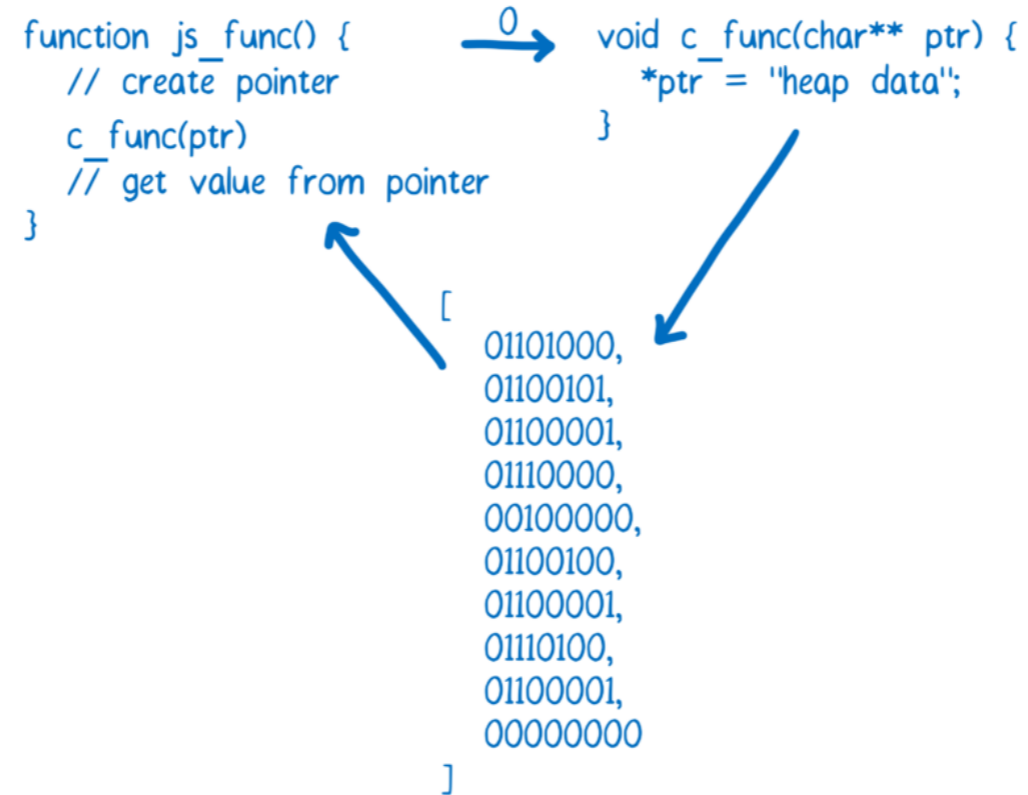 function js_func() {
// create pointer
c_func(ptr)
// get value from pointer
}
0
void c_func(char** ptr) {
*ptr = "heap data";
}
[
01101000,
01100101,
01100001,
01110000,
00100000,
01100100,
01100001,
01110100,
01100001,
00000000
]